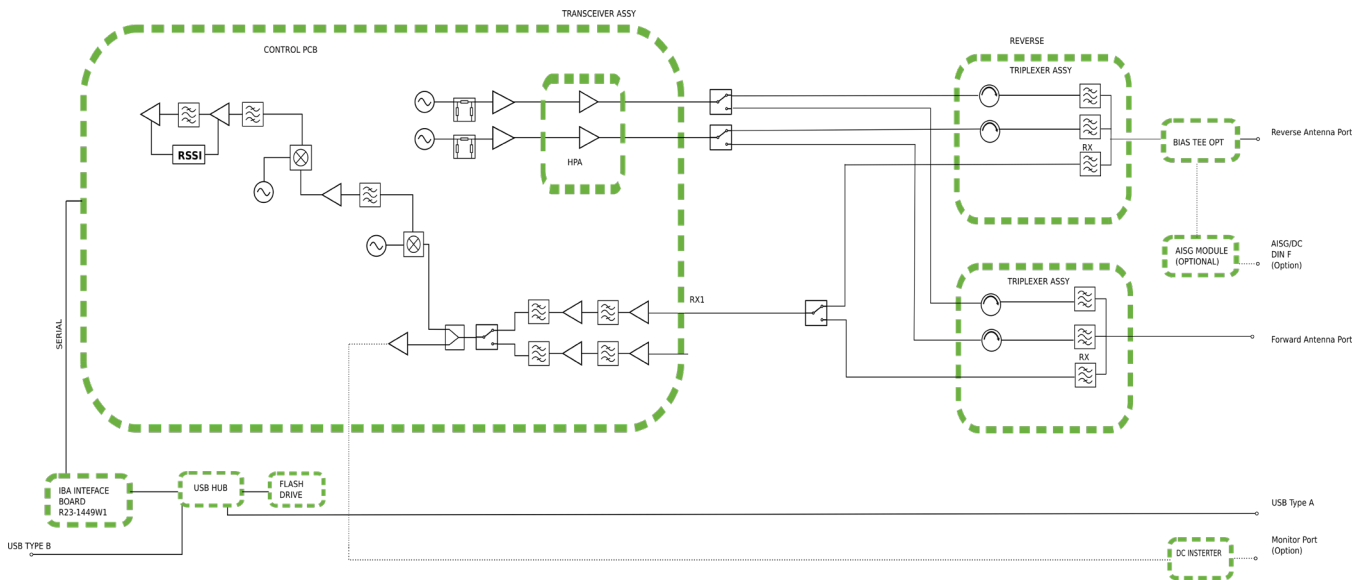 TRANSCEIVER ASSY
CONTROL PCB
REVERSE
TRIPLEXER ASSY
RSSI
HPA
RX
BIAS TEE OPT
Reverse Antenna Port
AISG MODULE
(OPTIONAL)
AISG/DC
DIN F
(Option)
TRIPLEXER ASSY
RX1
SERIAL
RX
Forward Antenna Port
IBA INTEFACE
BOARD
R23-1449W1
USB HUB
FLASH
DRIVE
USB Type A
USB TYPE B
DC INSTERTER
Monitor Port
(Option)